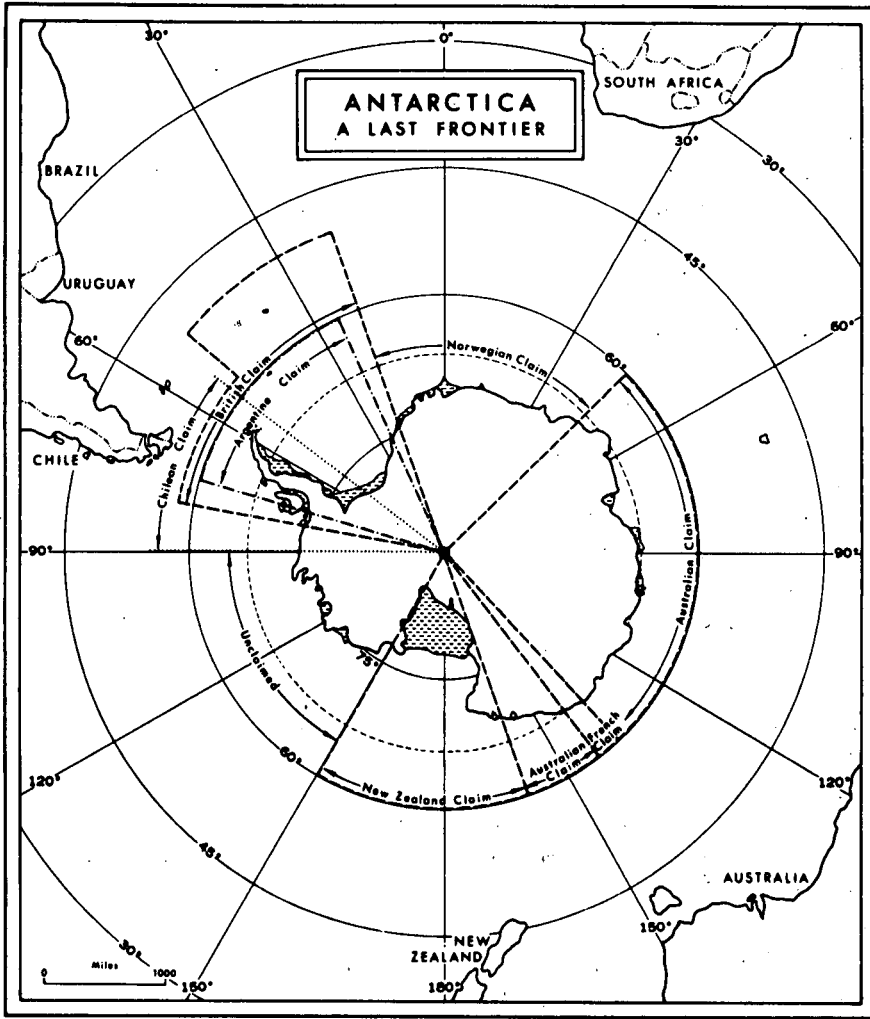 30°
0°
ANTARCTICA
A LAST FRONTIER
SOUTH AFRICA
30°
30°
BRAZIL
45°
URUGUAY
60°
60°
60°
Norwegian Claim
British Claim
Argentine Claim
Chilean Claim
CHILE
90°
90°
Australian Claim
Unclaimed
75°
60°
Australian Claim
French Claim
New Zealand Claim
120°
120°
45°
AUSTRALIA
150°
NEW
ZEALAND
30°
0 Miles 1000
150°
180°